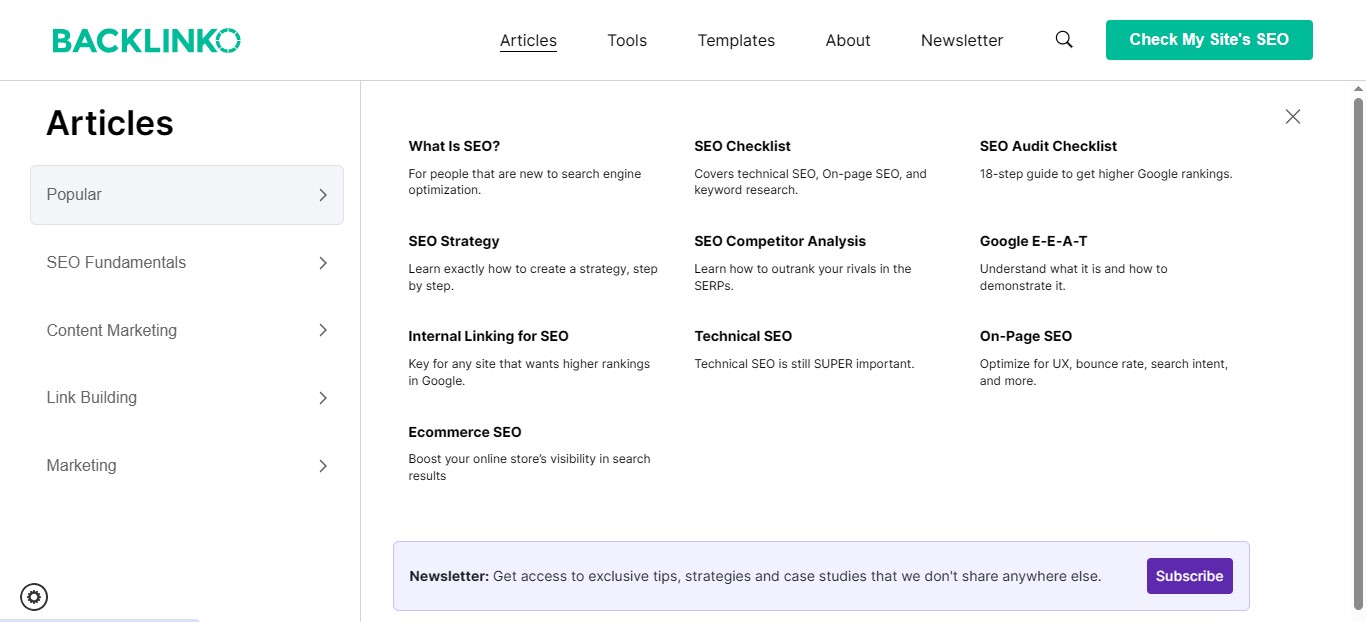 BACKLINKO
Articles
Tools
Templates
About
Newsletter
Check My Site's SEO
Articles
Popular
SEO Fundamentals
Content Marketing
Link Building
Marketing
What Is SEO?
For people that are new to search engine
optimization.
SEO Checklist
Covers technical SEO, On-page SEO, and
keyword research.
SEO Audit Checklist
18-step guide to get higher Google rankings.
SEO Strategy
Learn exactly how to create a strategy, step
by step.
SEO Competitor Analysis
Learn how to outrank your rivals in the
SERPs.
Google E-E-A-T
Understand what it is and how to
demonstrate it.
Internal Linking for SEO
Key for any site that wants higher rankings
in Google.
Technical SEO
Technical SEO is still SUPER important.
On-Page SEO
Optimize for UX, bounce rate, search intent,
and more.
Ecommerce SEO
Boost your online store’s visibility in search
results
Newsletter: Get access to exclusive tips, strategies and case studies that we don't share anywhere else.
Subscribe